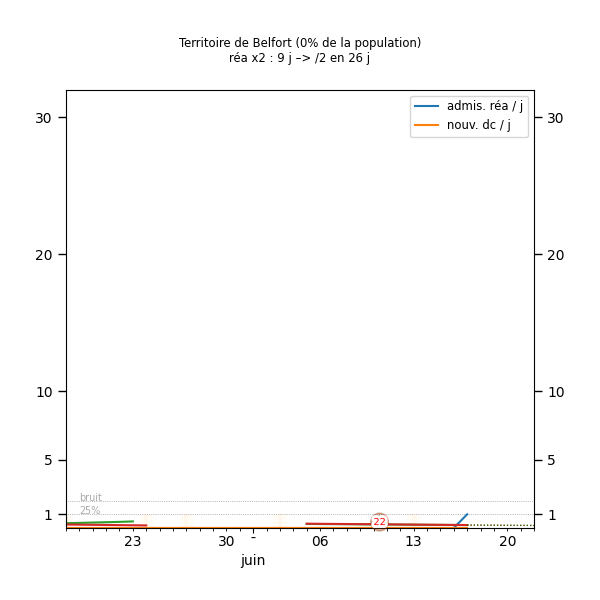 Territoire de Belfort (0% de la population)
réa x2 : 9 j –> /2 en 26 j
admis. réa / j
nouv. dc / j
30 30
20 20
10 10
5 5
bruit
25%
1 1
22
23 30 - 06 13 20
juin